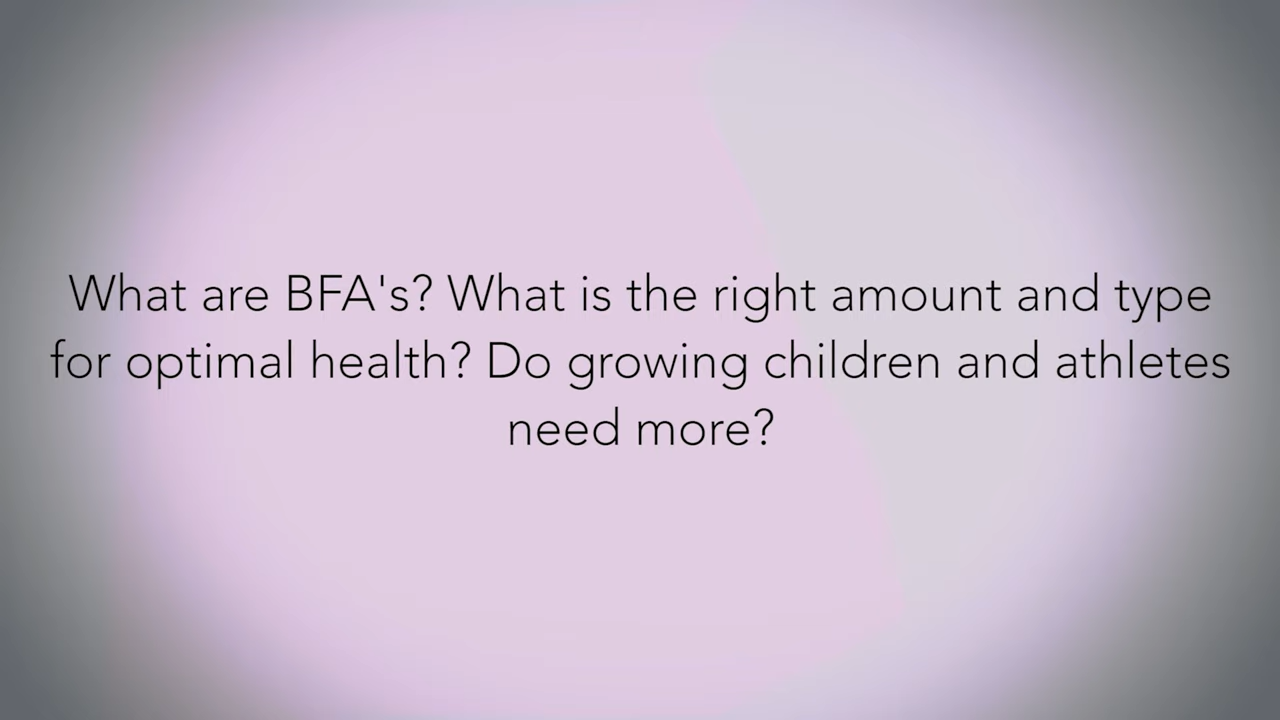 What are BFA's? What is the right amount and type
for optimal health? Do growing children and athletes
need more?